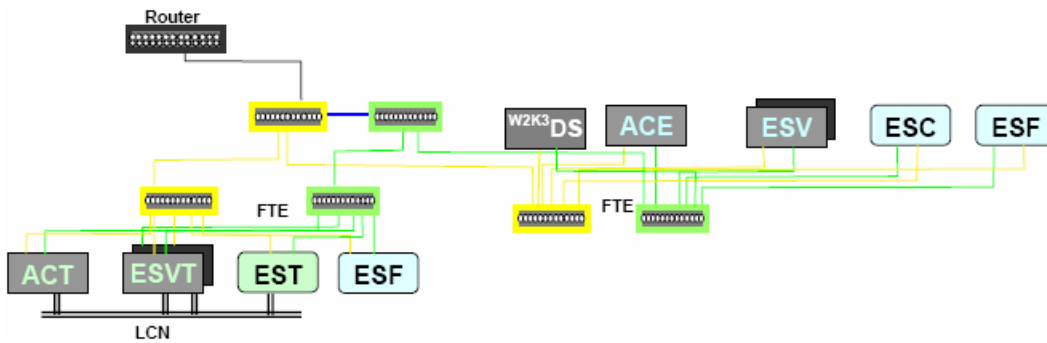 Router
W2K3DS
ACE
ESV
ESC
ESF
FTE
FTE
ACT
ESVT
EST
ESF
LCN